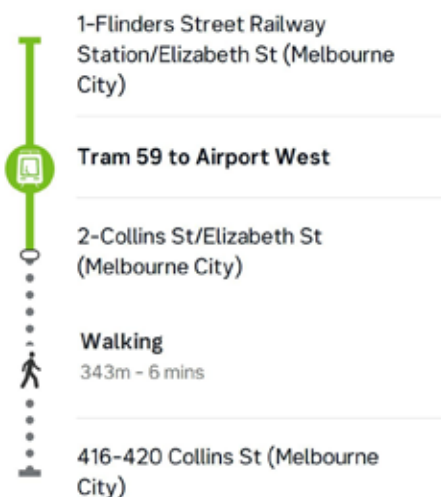 1-Flinders Street Railway
Station/Elizabeth St (Melbourne
City)
Tram 59 to Airport West
2-Collins St/Elizabeth St
(Melbourne City)
Walking
343m - 6 mins
416-420 Collins St (Melbourne
City)